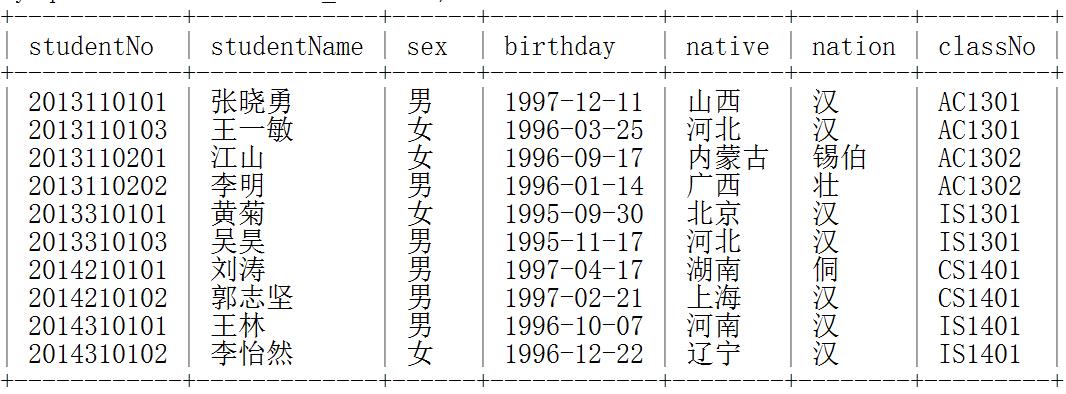 studentNo studentName sex birthday native nation classNo
2013110101 张晓勇 男 1997-12-11 山西 汉 AC1301
2013110103 王一敏 女 1996-03-25 河北 汉 AC1301
2013110201 江山 女 1996-09-17 内蒙古 锡伯 AC1302
2013110202 李明 男 1996-01-14 广西 壮 AC1302
2013310101 黄菊 女 1995-09-30 北京 汉 IS1301
2013310103 吴昊 男 1995-11-17 河北 汉 IS1301
2014210101 刘涛 男 1997-04-17 湖南 侗 CS1401
2014210102 郭志坚 男 1997-02-21 上海 汉 CS1401
2014310101 王林 男 1996-10-07 河南 汉 IS1401
2014310102 李怡然 女 1996-12-22 辽宁 汉 IS1401